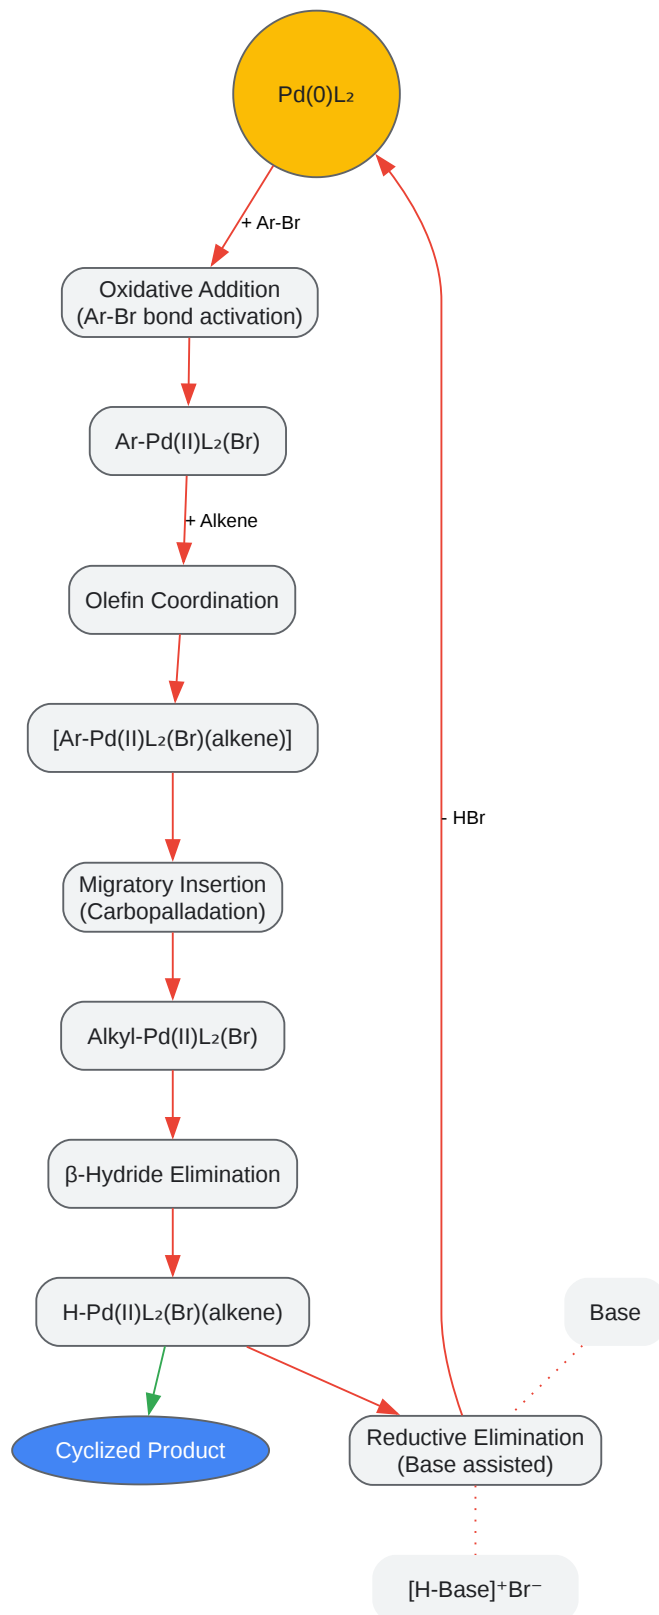 Pd(0)L₂
+ Ar-Br
Oxidative Addition
(Ar-Br bond activation)
Ar-Pd(II)L₂(Br)
+ Alkene
Olefin Coordination
[Ar-Pd(II)L₂(Br)(alkene)]
- HBr
Migratory Insertion
(Carbopalladation)
Alkyl-Pd(II)L₂(Br)
β-Hydride Elimination
H-Pd(II)L₂(Br)(alkene)
Base
Cyclized Product
Reductive Elimination
(Base assisted)
[H-Base]⁺Br⁻